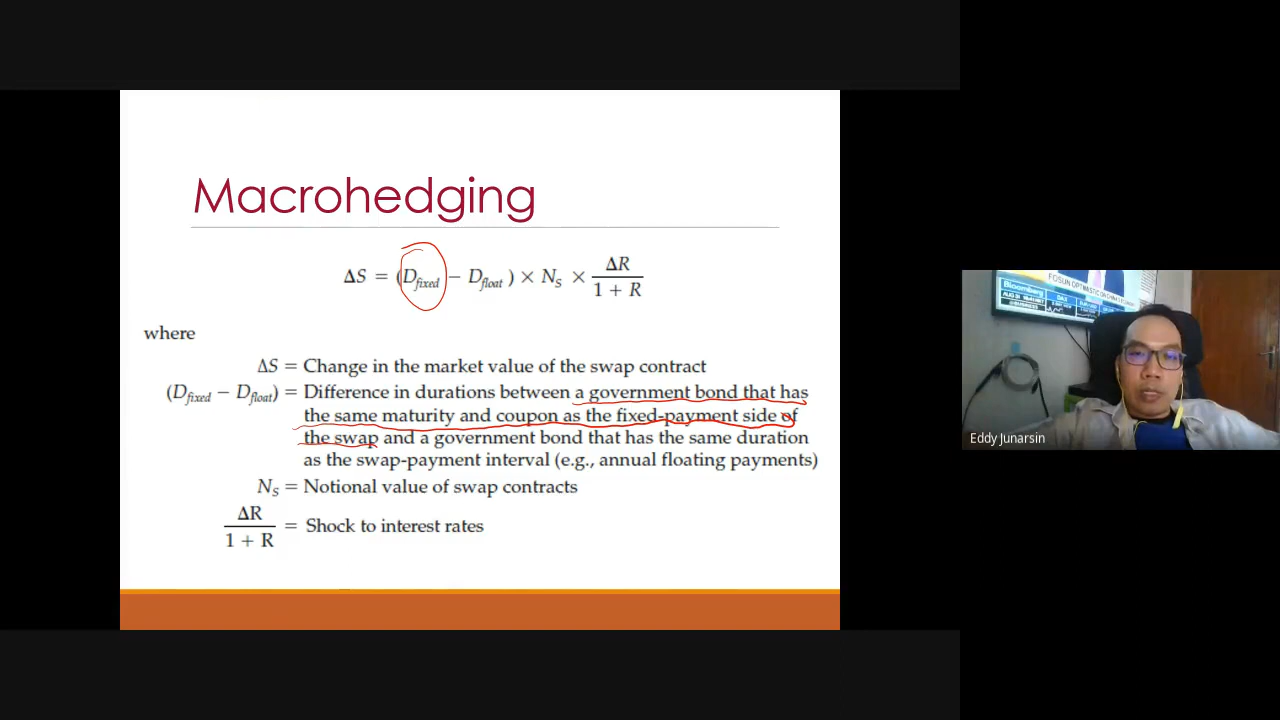 Macrohedging
ΔS = (D_fixed − D_float) × N_S × ΔR / (1 + R)
where
ΔS = Change in the market value of the swap contract
(D_fixed − D_float) = Difference in durations between a government bond that has
the same maturity and coupon as the fixed-payment side of
the swap and a government bond that has the same duration
as the swap-payment interval (e.g., annual floating payments)
N_S = Notional value of swap contracts
ΔR / (1 + R) = Shock to interest rates
Bloomberg
Eddy Junarsin